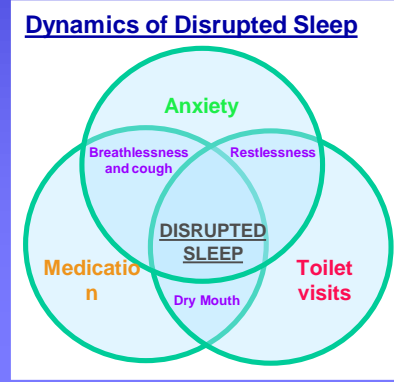 Dynamics of Disrupted Sleep
Anxiety
Breathlessness
and cough
Restlessness
DISRUPTED
SLEEP
Medicatio
n
Toilet
visits
Dry Mouth